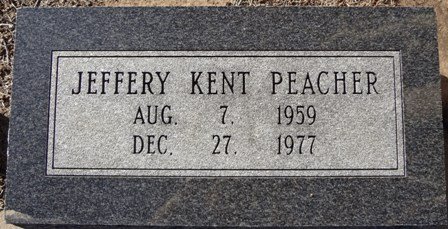 JEFFERY KENT PEACHER
AUG. 7. 1959
DEC. 27. 1977